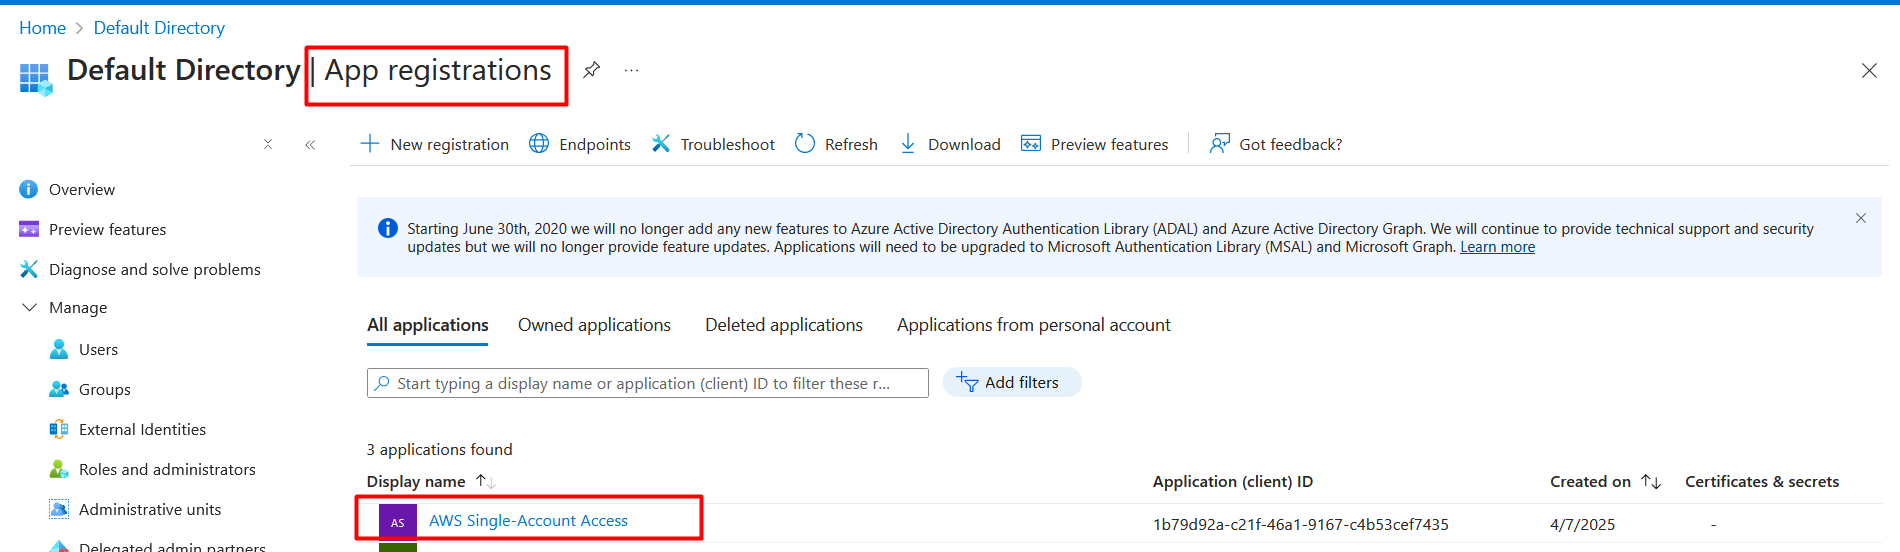 Home > Default Directory
Default Directory | App registrations ...
New registration Endpoints Troubleshoot Refresh Download Preview features Got feedback?
Overview
Preview features
Diagnose and solve problems
Manage
Users
Groups
External Identities
Roles and administrators
Administrative units
Delegated admin partners
Starting June 30th, 2020 we will no longer add any new features to Azure Active Directory Authentication Library (ADAL) and Azure Active Directory Graph. We will continue to provide technical support and security
updates but we will no longer provide feature updates. Applications will need to be upgraded to Microsoft Authentication Library (MSAL) and Microsoft Graph. Learn more
All applications Owned applications Deleted applications Applications from personal account
Start typing a display name or application (client) ID to filter these r... Add filters
3 applications found
Display name Application (client) ID Created on Certificates & secrets
AS AWS Single-Account Access 1b79d92a-c21f-46a1-9167-c4b53cef7435 4/7/2025 -